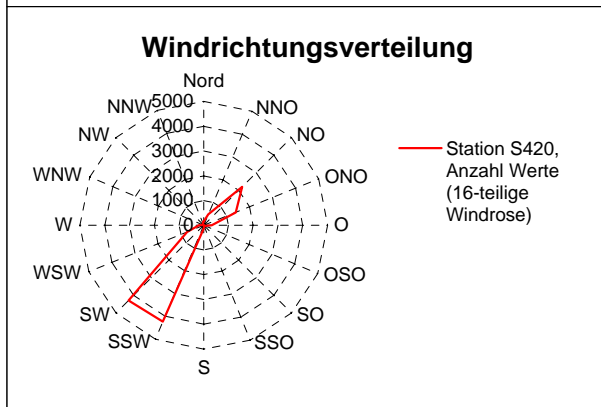 Windrichtungsverteilung
Nord
NNO
NO
ONO
O
OSO
SO
SSO
S
SSW
SW
WSW
W
WNW
NW
NNW
5000
4000
3000
2000
1000
0
Station S420,
Anzahl Werte
(16-teilige
Windrose)